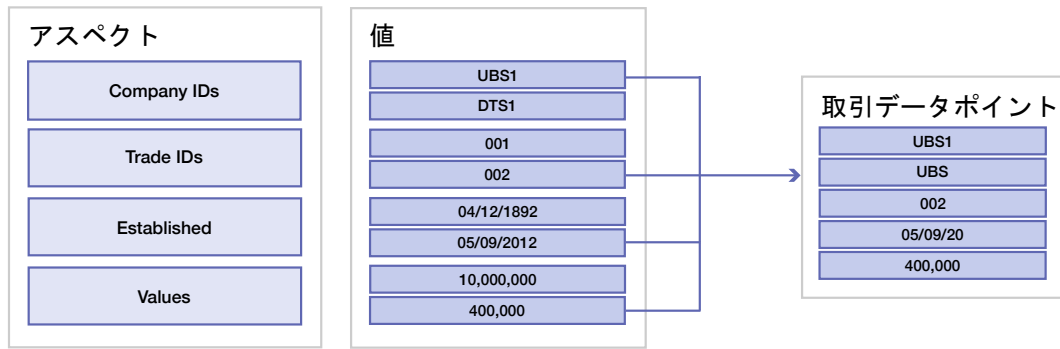 アスペクト
Company IDs
Trade IDs
Established
Values
値
UBS1
DTS1
001
002
04/12/1892
05/09/2012
10,000,000
400,000
取引データポイント
UBS1
UBS
002
05/09/20
400,000